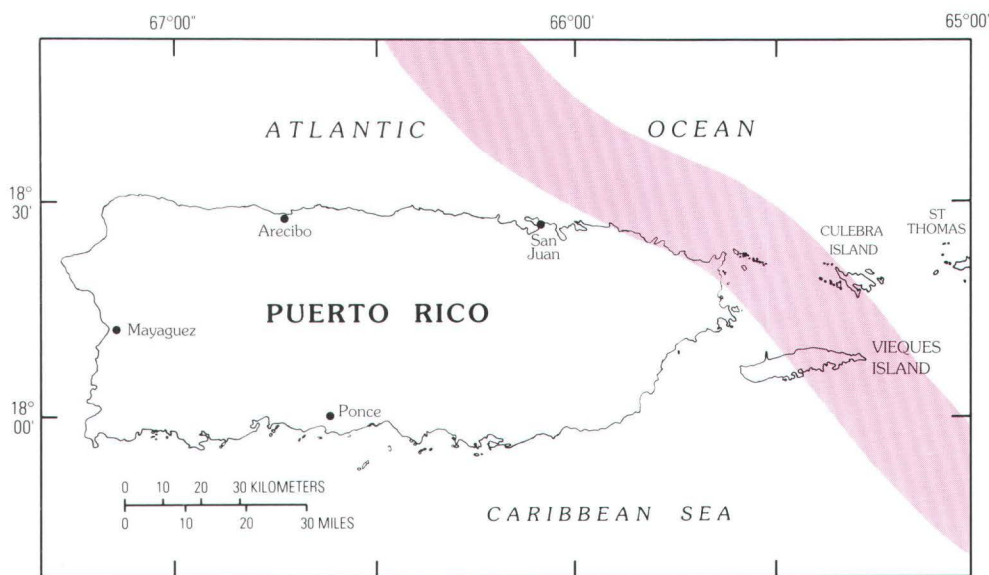 67°00'
66°00'
65°00'
ATLANTIC OCEAN
18°
30'
Arecibo
San
Juan
CULEBRA
ISLAND
ST
THOMAS
PUERTO RICO
Mayaguez
VIEQUES
ISLAND
18°
00'
Ponce
0 10 20 30 KILOMETERS
0 10 20 30 MILES
CARIBBEAN SEA